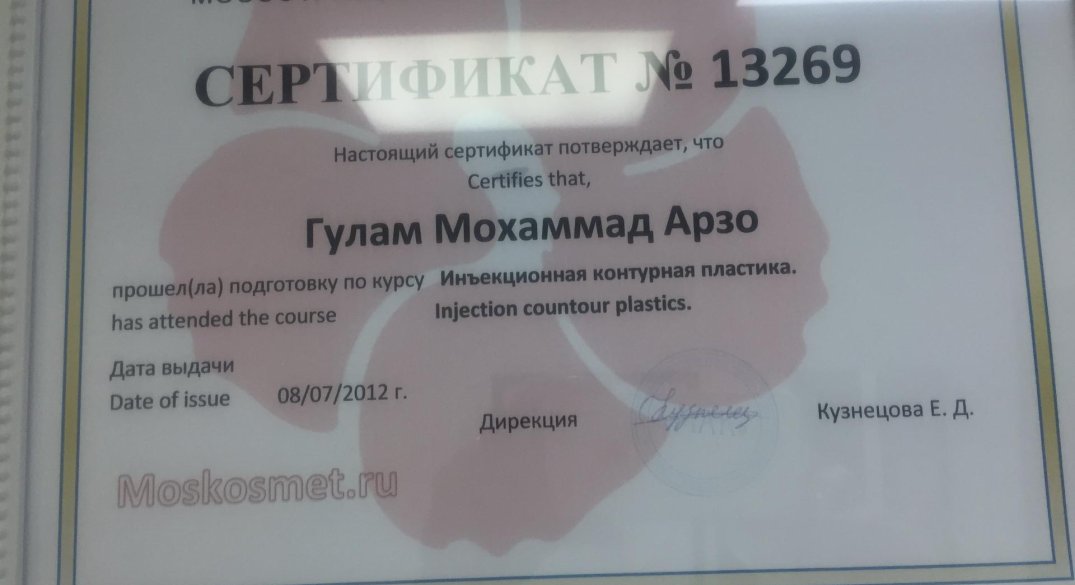 СЕРТИФИКАТ № 13269
Настоящий сертификат потверждает, что
Certifies that,
Гулам Мохаммад Арзо
прошел(ла) подготовку по курсу Инъекционная контурная пластика.
has attended the course Injection countour plastics.
Дата выдачи
Date of issue 08/07/2012 г.
Дирекция Кузнецова Е. Д.
Moskosmet.ru